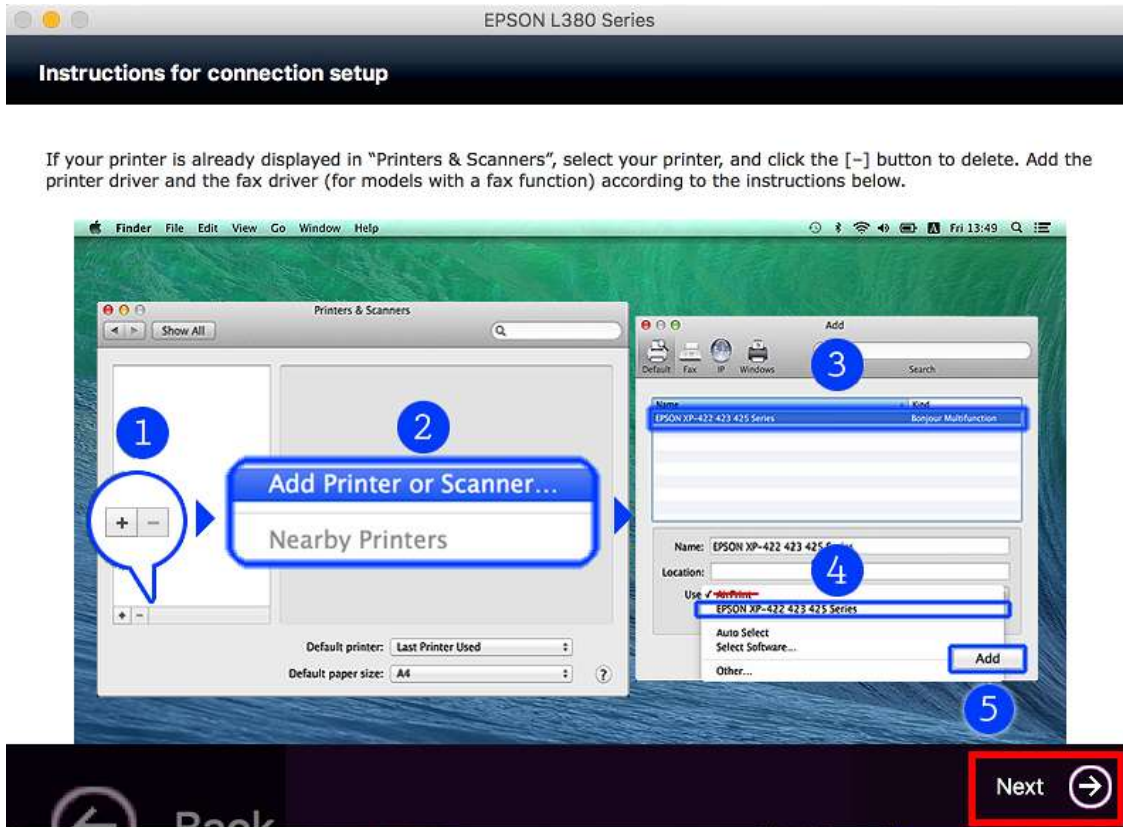 EPSON L380 Series
Instructions for connection setup
If your printer is already displayed in “Printers & Scanners”, select your printer, and click the [–] button to delete. Add the
printer driver and the fax driver (for models with a fax function) according to the instructions below.
Finder File Edit View Go Window Help
Fri 13:49
Printers & Scanners
Show All
1
2
Add Printer or Scanner...
Nearby Printers
+ −
+ −
Default printer: Last Printer Used
Default paper size: A4 ?
Add
Default Fax IP Windows
3
Search
Name Kind
EPSON XP-422 423 425 Series Bonjour Multifunction
Name: EPSON XP-422 423 425
Location:
4
Use ✓ AirPrint
EPSON XP-422 423 425 Series
Auto Select
Select Software...
Other...
Add
5
Back
Next